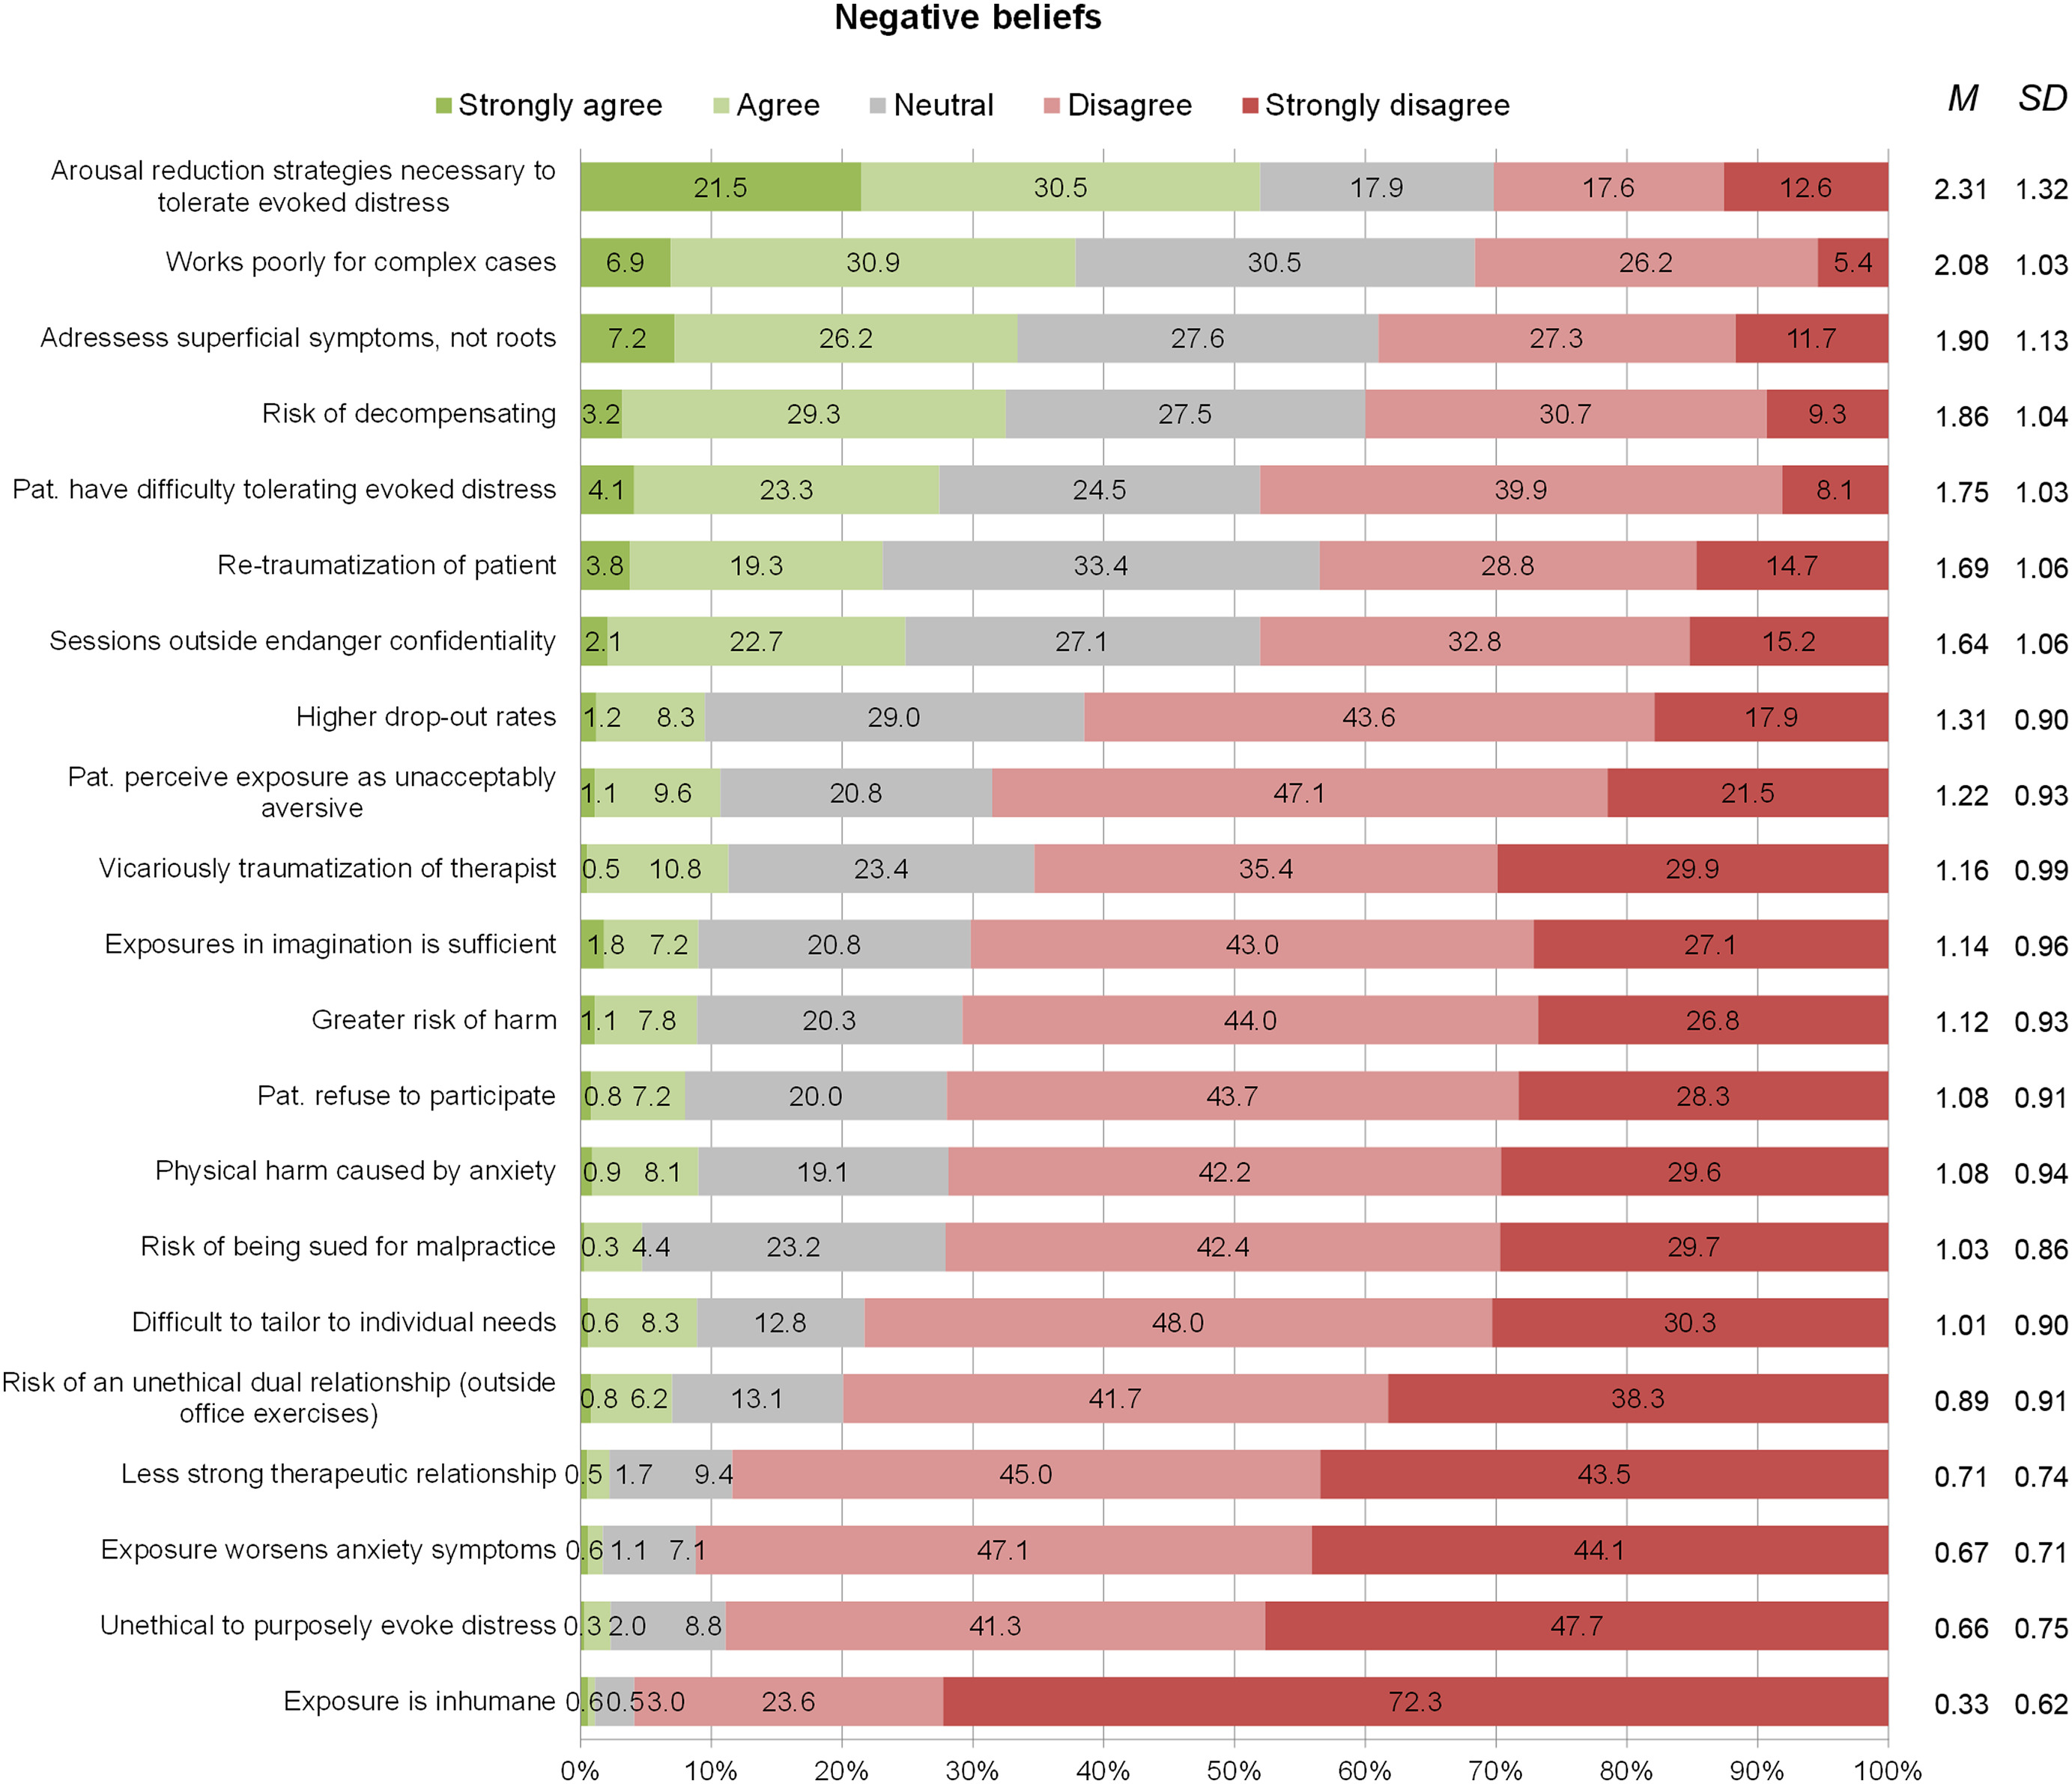 Negative beliefs
Strongly agree Agree Neutral Disagree Strongly disagree M SD
Arousal reduction strategies necessary to
tolerate evoked distress
21.5 30.5 17.9 17.6 12.6 2.31 1.32
Works poorly for complex cases 6.9 30.9 30.5 26.2 5.4 2.08 1.03
Adressess superficial symptoms, not roots 7.2 26.2 27.6 27.3 11.7 1.90 1.13
Risk of decompensating 3.2 29.3 27.5 30.7 9.3 1.86 1.04
Pat. have difficulty tolerating evoked distress 4.1 23.3 24.5 39.9 8.1 1.75 1.03
Re-traumatization of patient 3.8 19.3 33.4 28.8 14.7 1.69 1.06
Sessions outside endanger confidentiality 2.1 22.7 27.1 32.8 15.2 1.64 1.06
Higher drop-out rates 1.2 8.3 29.0 43.6 17.9 1.31 0.90
Pat. perceive exposure as unacceptably
aversive
1.1 9.6 20.8 47.1 21.5 1.22 0.93
Vicariously traumatization of therapist 0.5 10.8 23.4 35.4 29.9 1.16 0.99
Exposures in imagination is sufficient 1.8 7.2 20.8 43.0 27.1 1.14 0.96
Greater risk of harm 1.1 7.8 20.3 44.0 26.8 1.12 0.93
Pat. refuse to participate 0.8 7.2 20.0 43.7 28.3 1.08 0.91
Physical harm caused by anxiety 0.9 8.1 19.1 42.2 29.6 1.08 0.94
Risk of being sued for malpractice 0.3 4.4 23.2 42.4 29.7 1.03 0.86
Difficult to tailor to individual needs 0.6 8.3 12.8 48.0 30.3 1.01 0.90
Risk of an unethical dual relationship (outside
office exercises)
0.8 6.2 13.1 41.7 38.3 0.89 0.91
Less strong therapeutic relationship 0.5 1.7 9.4 45.0 43.5 0.71 0.74
Exposure worsens anxiety symptoms 0.6 1.1 7.1 47.1 44.1 0.67 0.71
Unethical to purposely evoke distress 0.3 2.0 8.8 41.3 47.7 0.66 0.75
Exposure is inhumane 0.6 0.5 3.0 23.6 72.3 0.33 0.62
0% 10% 20% 30% 40% 50% 60% 70% 80% 90% 100%